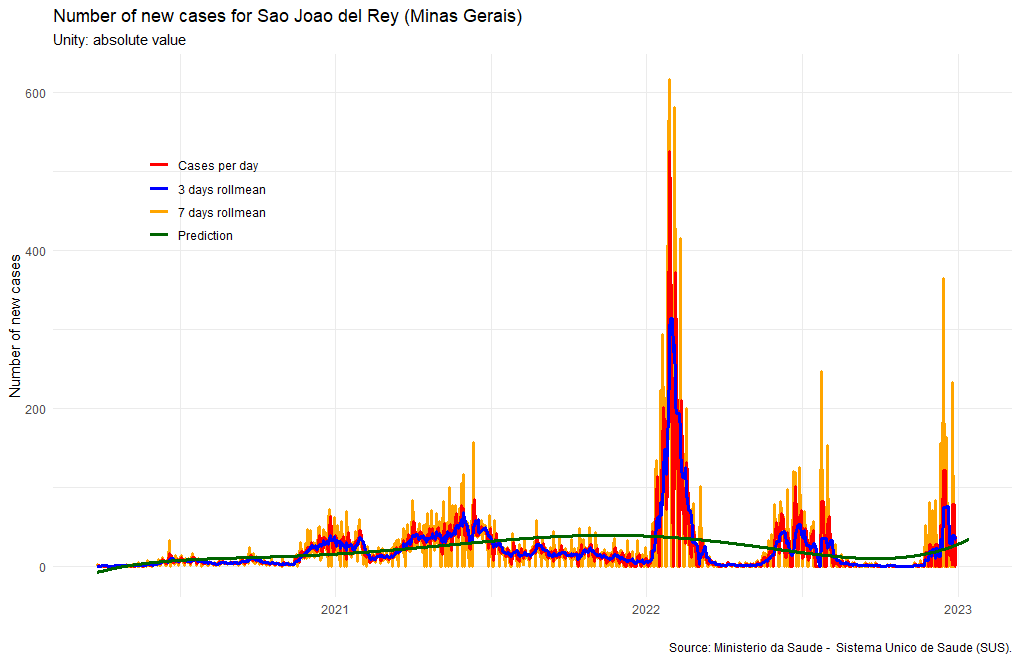 Number of new cases for Sao Joao del Rey (Minas Gerais)
Unity: absolute value
600
400
200
0
Number of new cases
Cases per day
3 days rollmean
7 days rollmean
Prediction
2021
2022
2023
Source: Ministerio da Saude -  Sistema Unico de Saude (SUS).